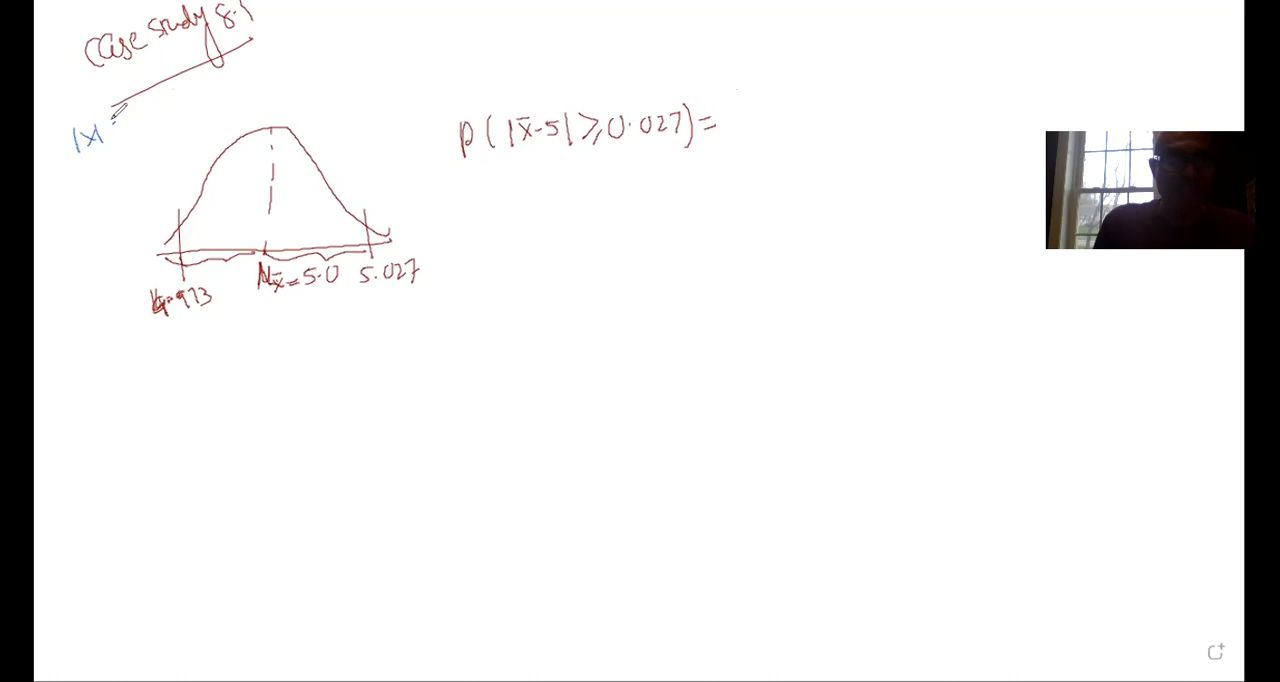 Case study 8.1
|x| =
P( |x̄-5| ≥ 0.027) =
4.973
μx̄ = 5.0
5.027